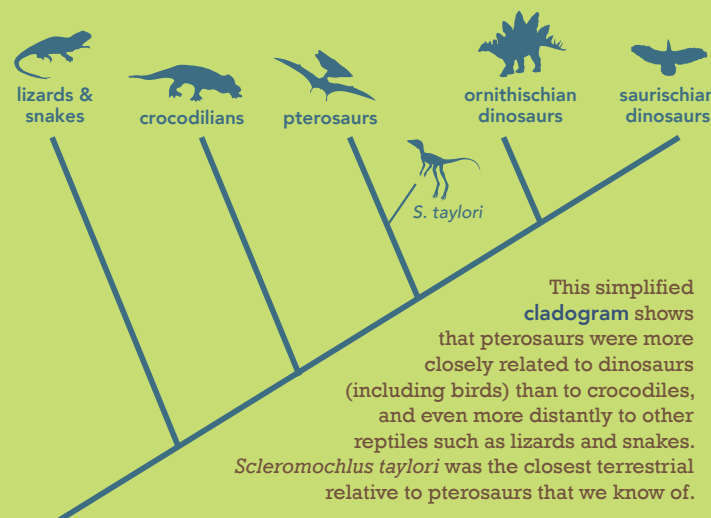 lizards &
snakes
crocodilians
pterosaurs
ornithischian
dinosaurs
saurischian
dinosaurs
S. taylori
This simplified
cladogram shows
that pterosaurs were more
closely related to dinosaurs
(including birds) than to crocodiles,
and even more distantly to other
reptiles such as lizards and snakes.
Scleromochlus taylori was the closest terrestrial
relative to pterosaurs that we know of.